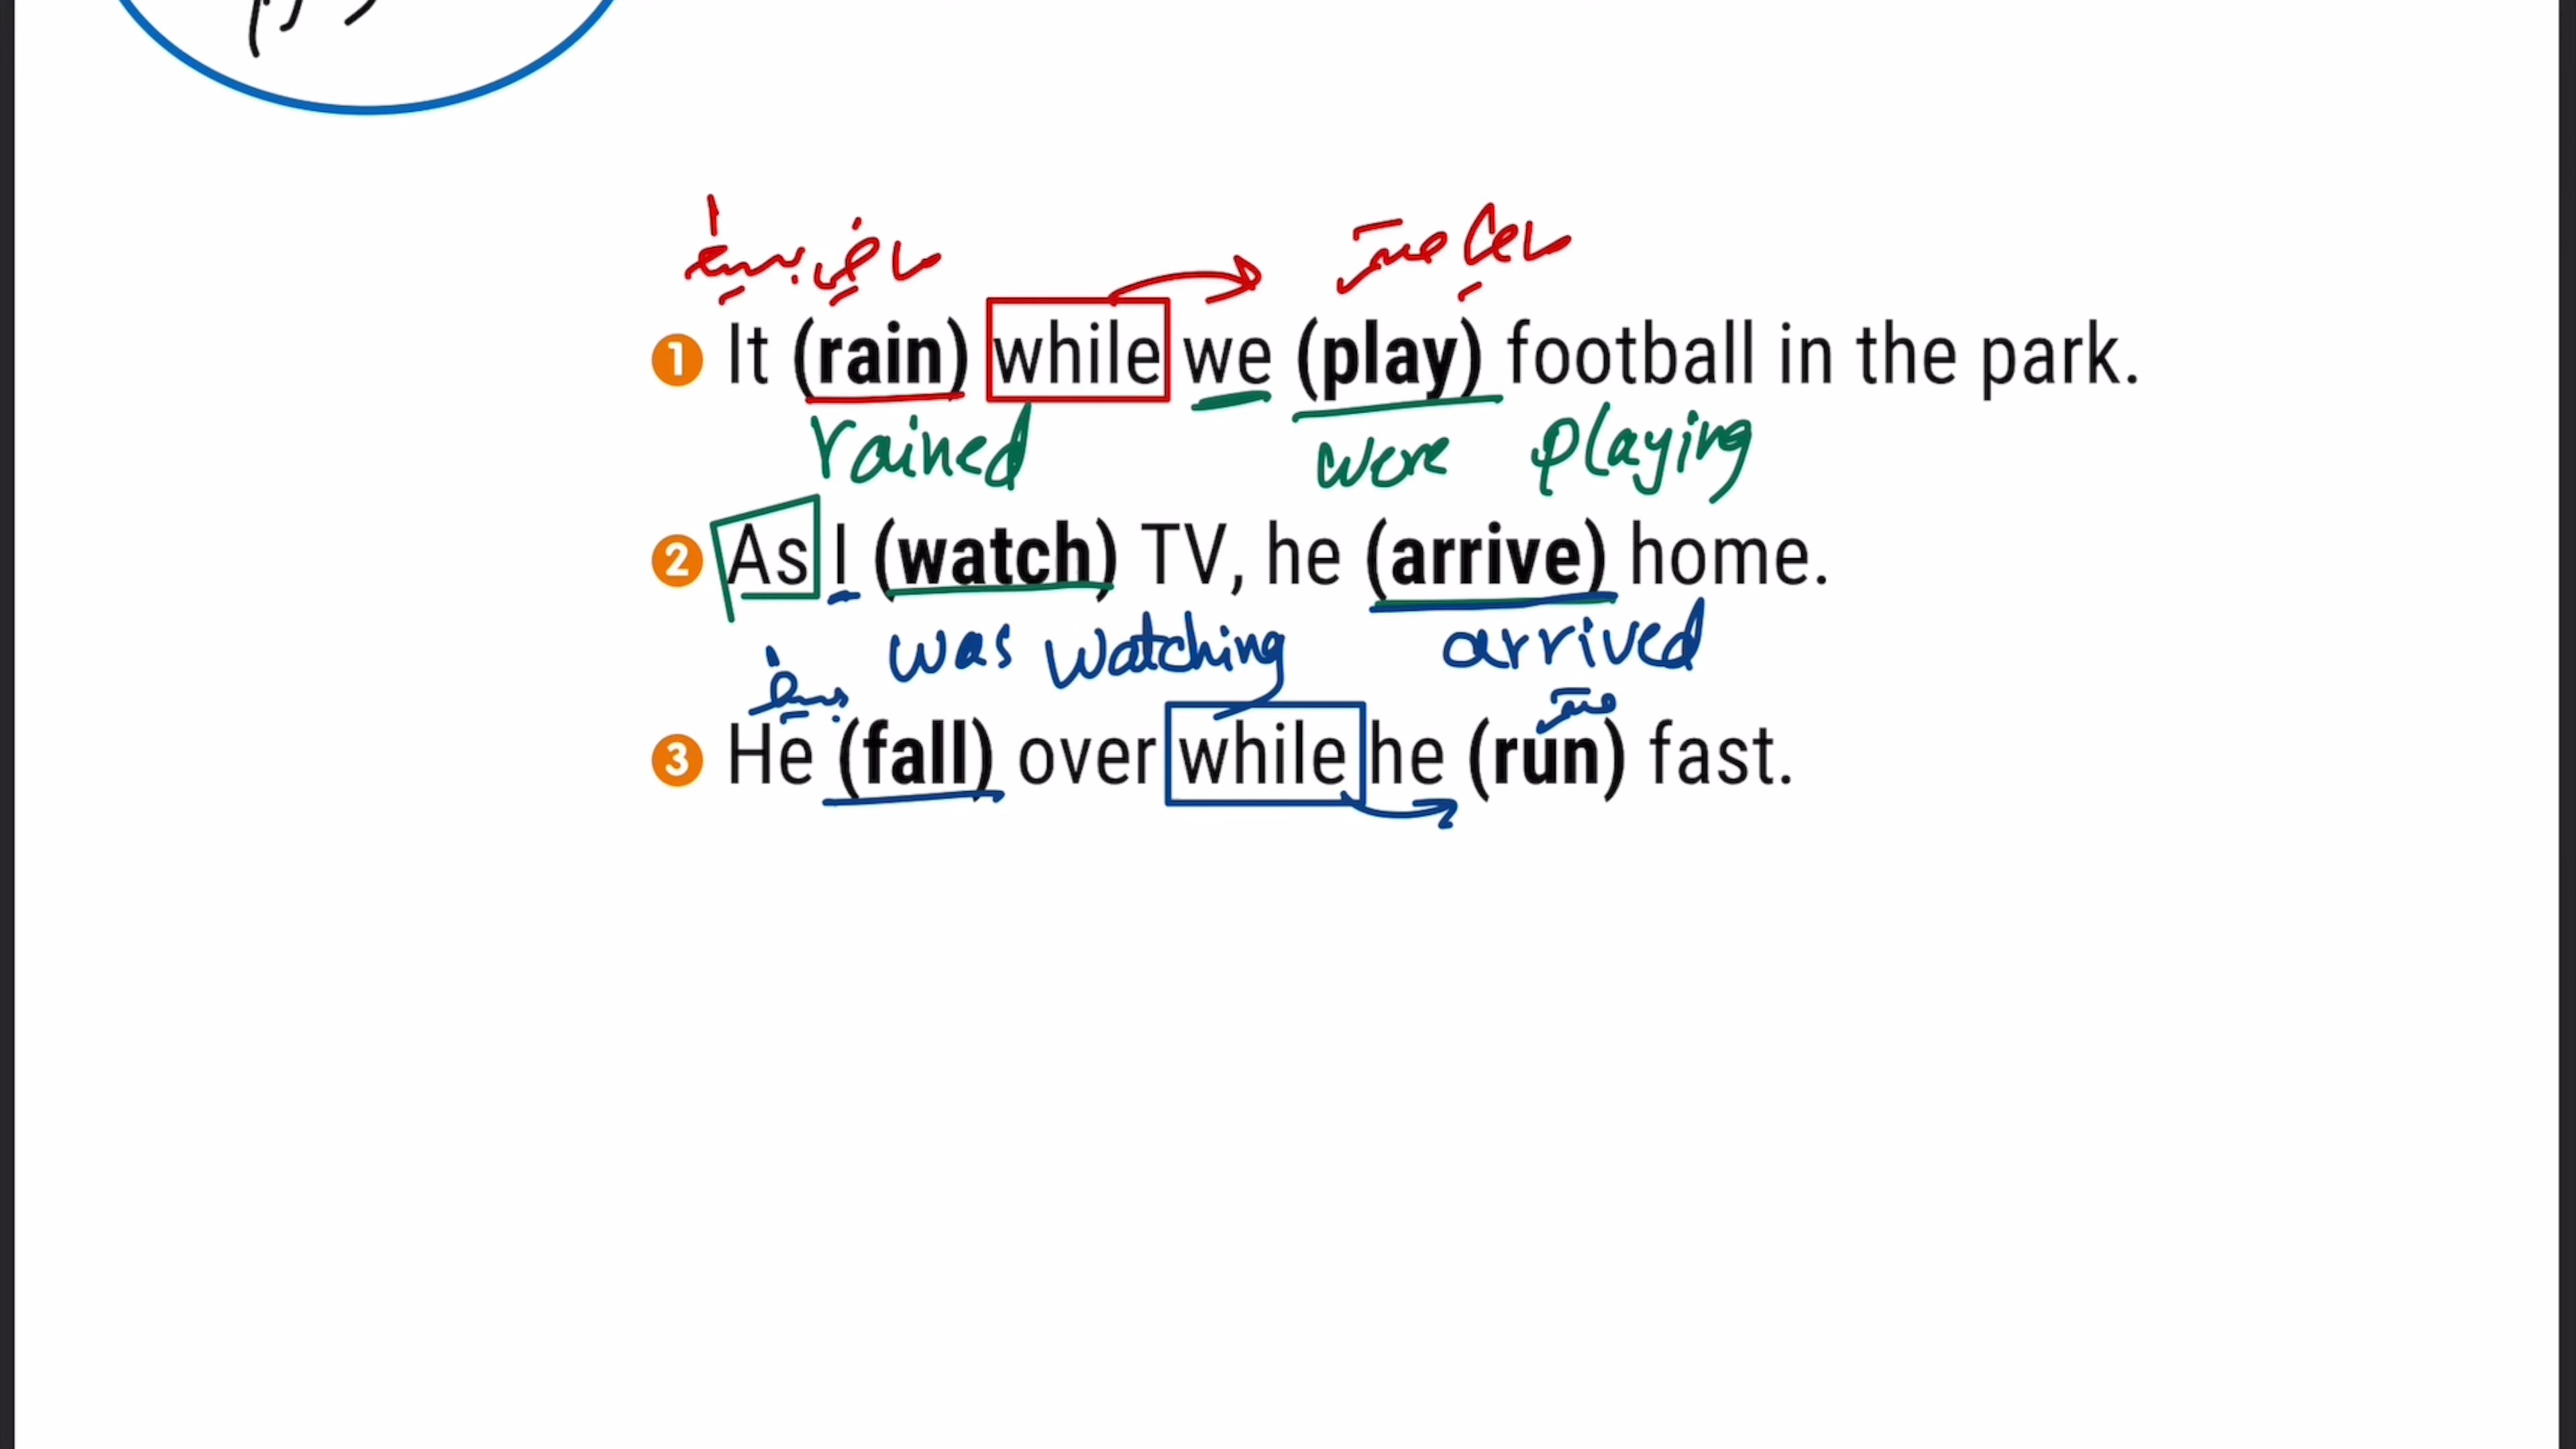 ماضي بسيط ماضي مستمر
1 It (rain) while we (play) football in the park.
rained were playing
2 As I (watch) TV, he (arrive) home.
was watching arrived
بسيط مستمر
3 He (fall) over while he (run) fast.